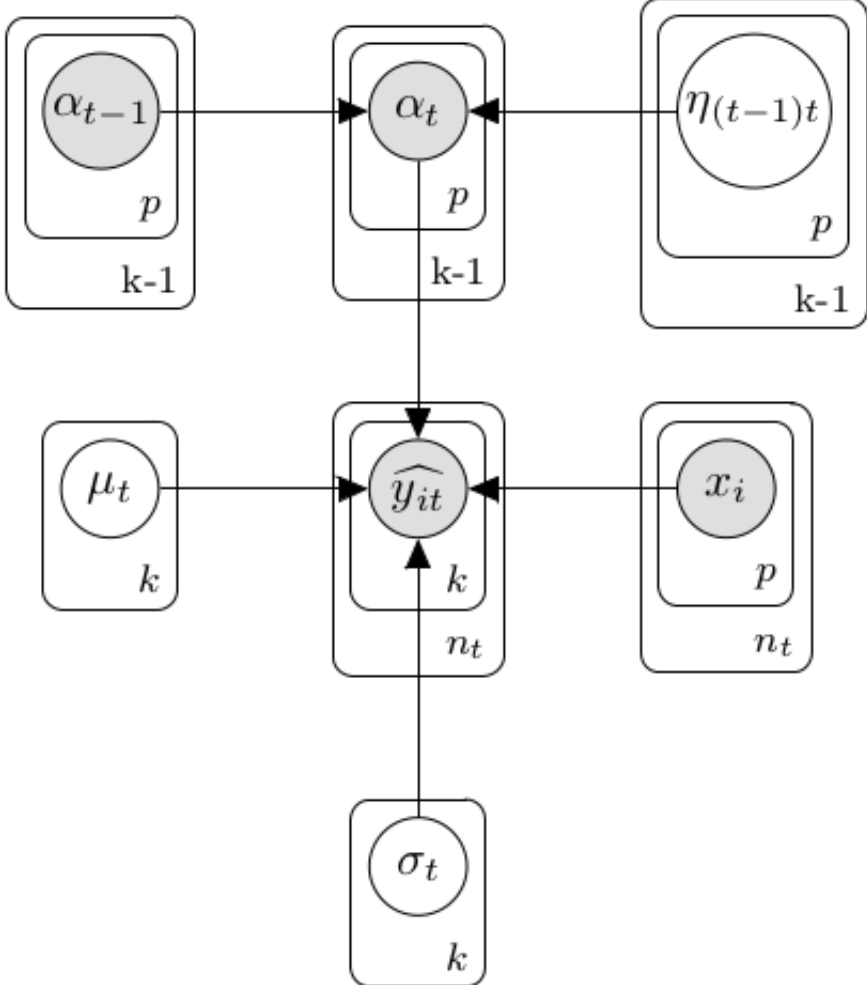 α_{t−1} α_t η_{(t−1)t}
p p p
k-1 k-1 k-1
μ_t \widehat{y_{it}} x_i
k k p
n_t n_t
σ_t
k